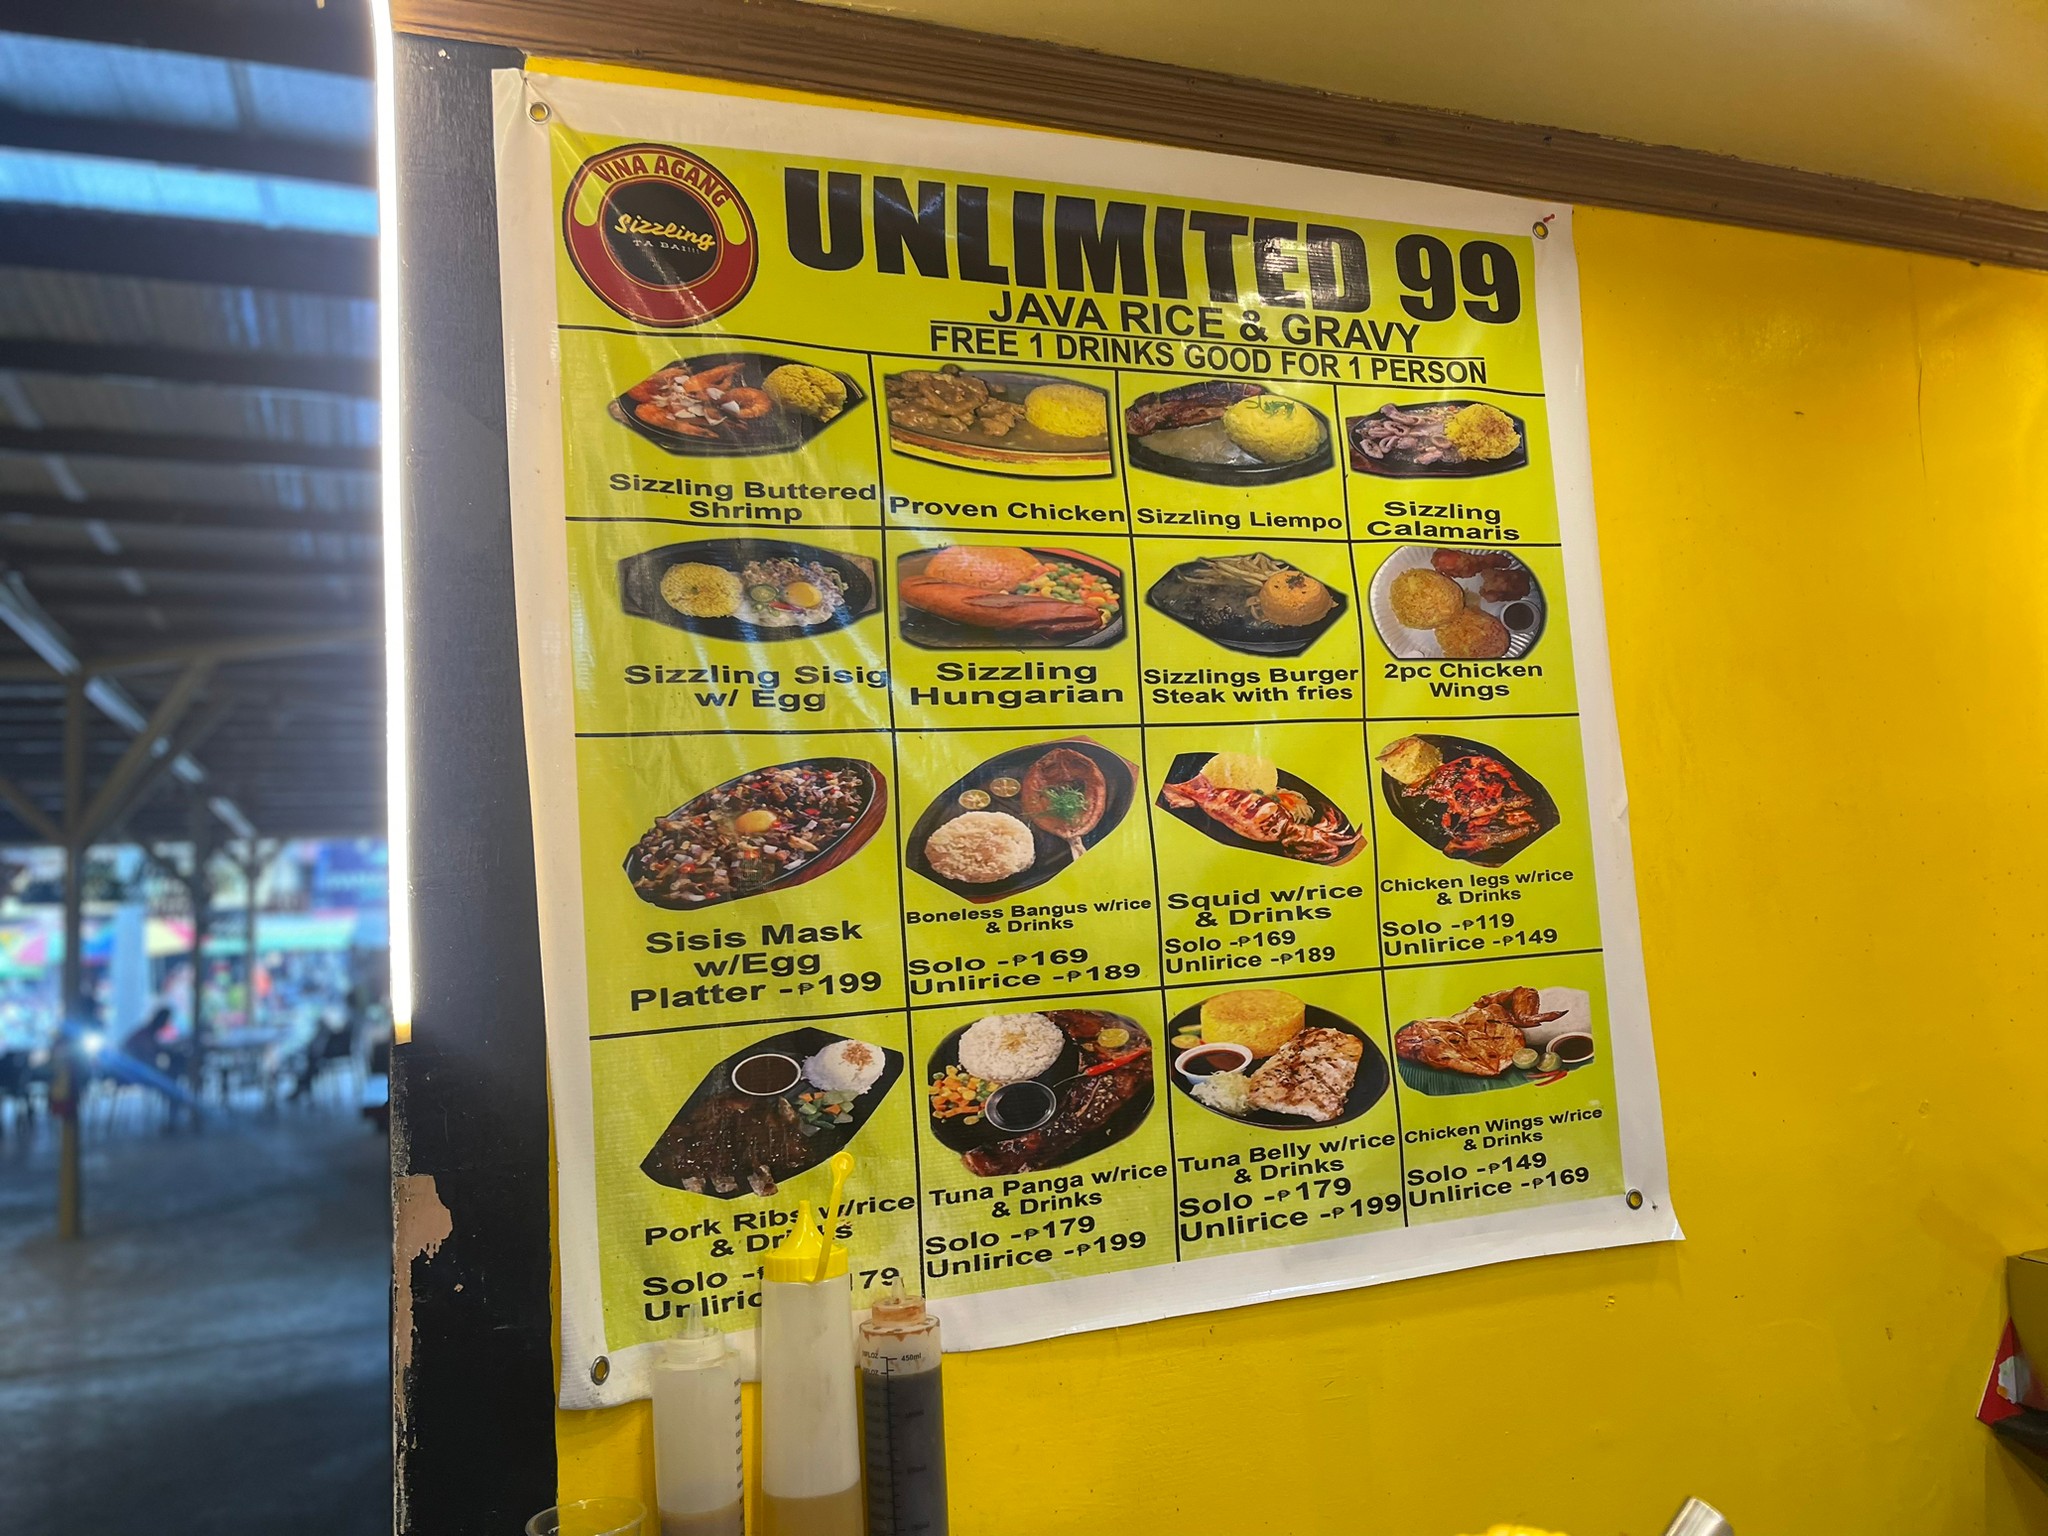 VINA AGANG
Sizzling
TA BAI!!!
UNLIMITED 99
JAVA RICE & GRAVY
FREE 1 DRINKS GOOD FOR 1 PERSON
Sizzling Buttered
Shrimp
Proven Chicken
Sizzling Liempo
Sizzling
Calamaris
Sizzling Sisig
w/ Egg
Sizzling
Hungarian
Sizzlings Burger
Steak with fries
2pc Chicken
Wings
Sisis Mask
w/Egg
Platter -₱199
Boneless Bangus w/rice
& Drinks
Solo -₱169
Unlirice -₱189
Squid w/rice
& Drinks
Solo -₱169
Unlirice -₱189
Chicken legs w/rice
& Drinks
Solo -₱119
Unlirice -₱149
Pork Ribs w/rice
& Drinks
Solo -
Unlirice
Tuna Panga w/rice
& Drinks
Solo -₱179
Unlirice -₱199
Tuna Belly w/rice
& Drinks
Solo -₱179
Unlirice -₱199
Chicken Wings w/rice
& Drinks
Solo -₱149
Unlirice -₱169
450ml